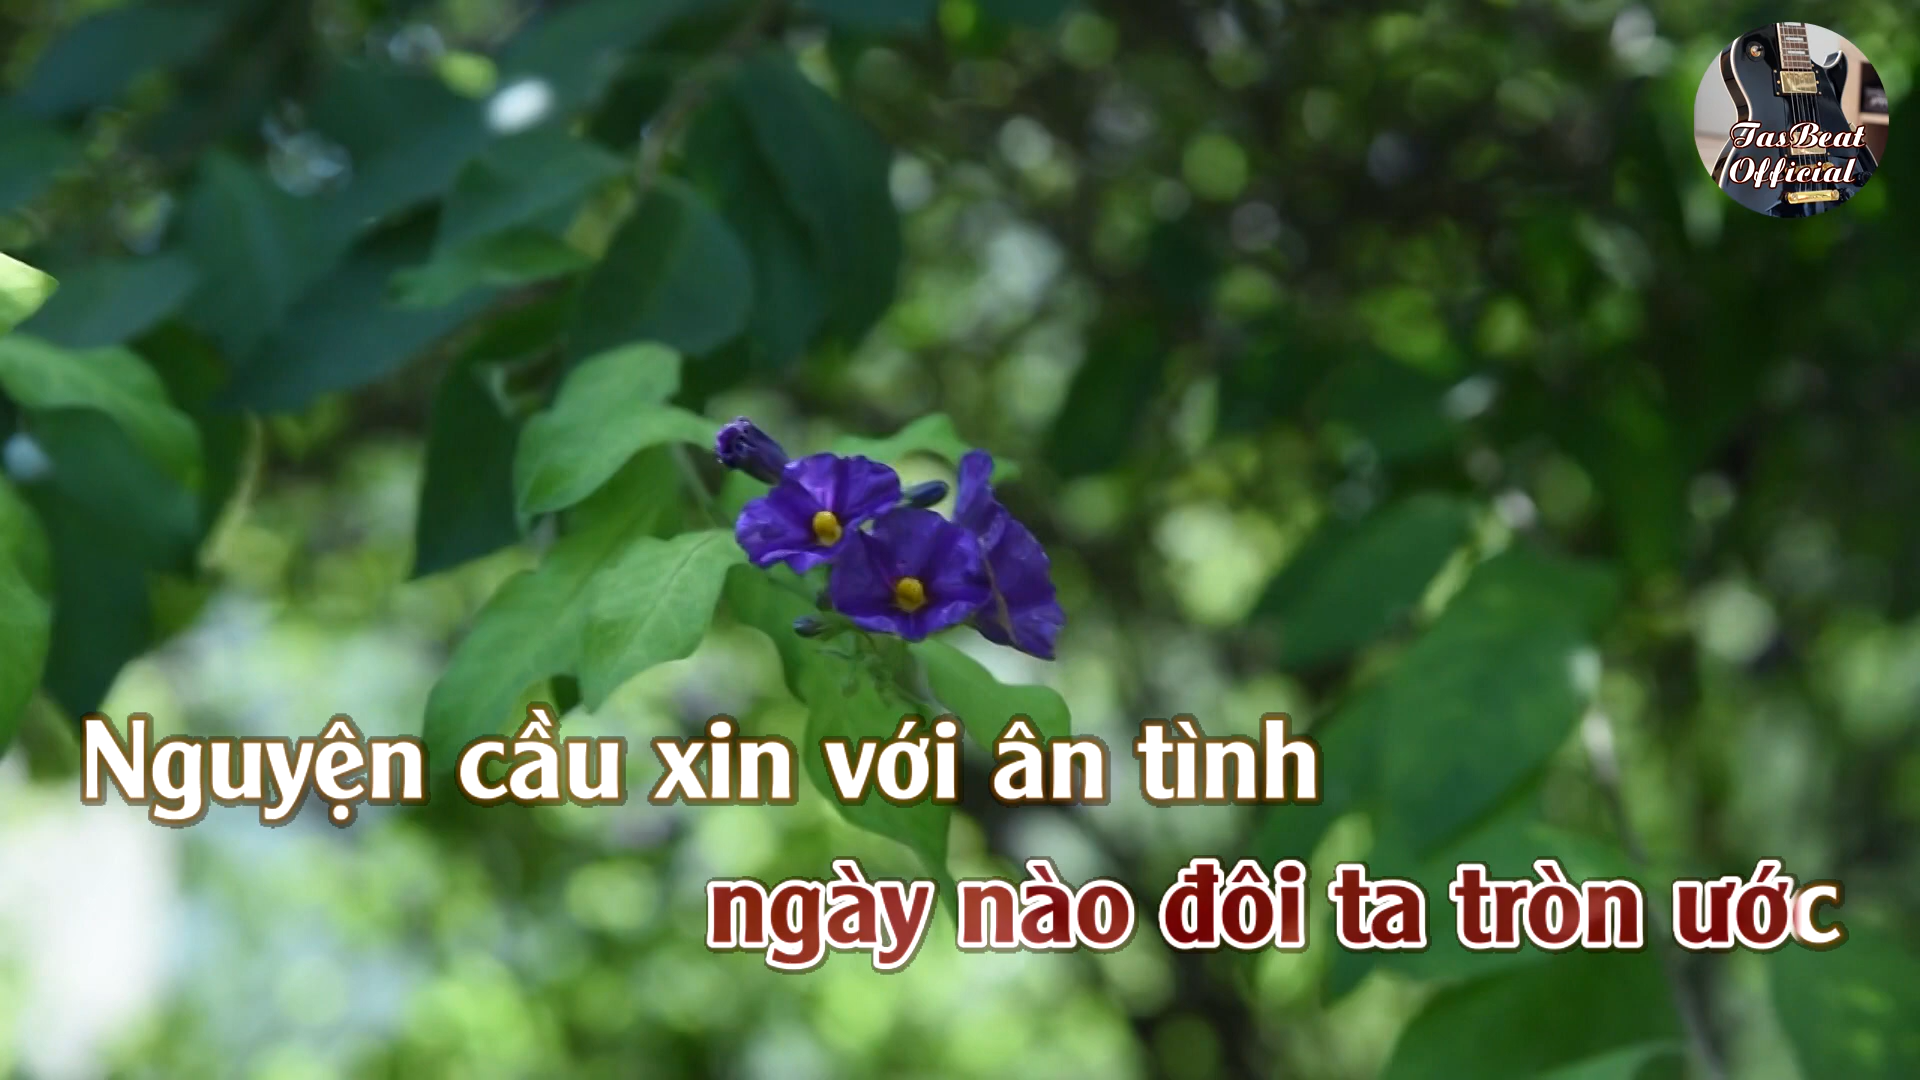 TasBeat
Official
Nguyện cầu xin với ân tình
ngày nào đôi ta tròn ước